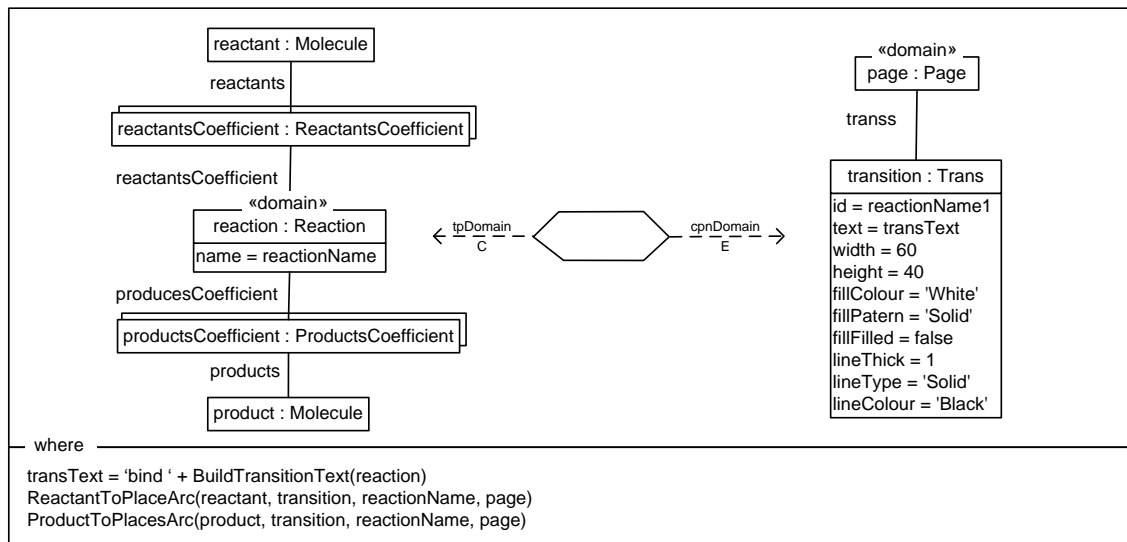 reactant : Molecule
reactants
reactantsCoefficient : ReactantsCoefficient
reactantsCoefficient
«domain»
reaction : Reaction
name = reactionName
producesCoefficient
productsCoefficient : ProductsCoefficient
products
product : Molecule
tpDomain
C
cpnDomain
E
«domain»
page : Page
transs
transition : Trans
id = reactionName1
text = transText
width = 60
height = 40
fillColour = 'White'
fillPatern = 'Solid'
fillFilled = false
lineThick = 1
lineType = 'Solid'
lineColour = 'Black'
where
transText = ‘bind ‘ + BuildTransitionText(reaction)
ReactantToPlaceArc(reactant, transition, reactionName, page)
ProductToPlacesArc(product, transition, reactionName, page)